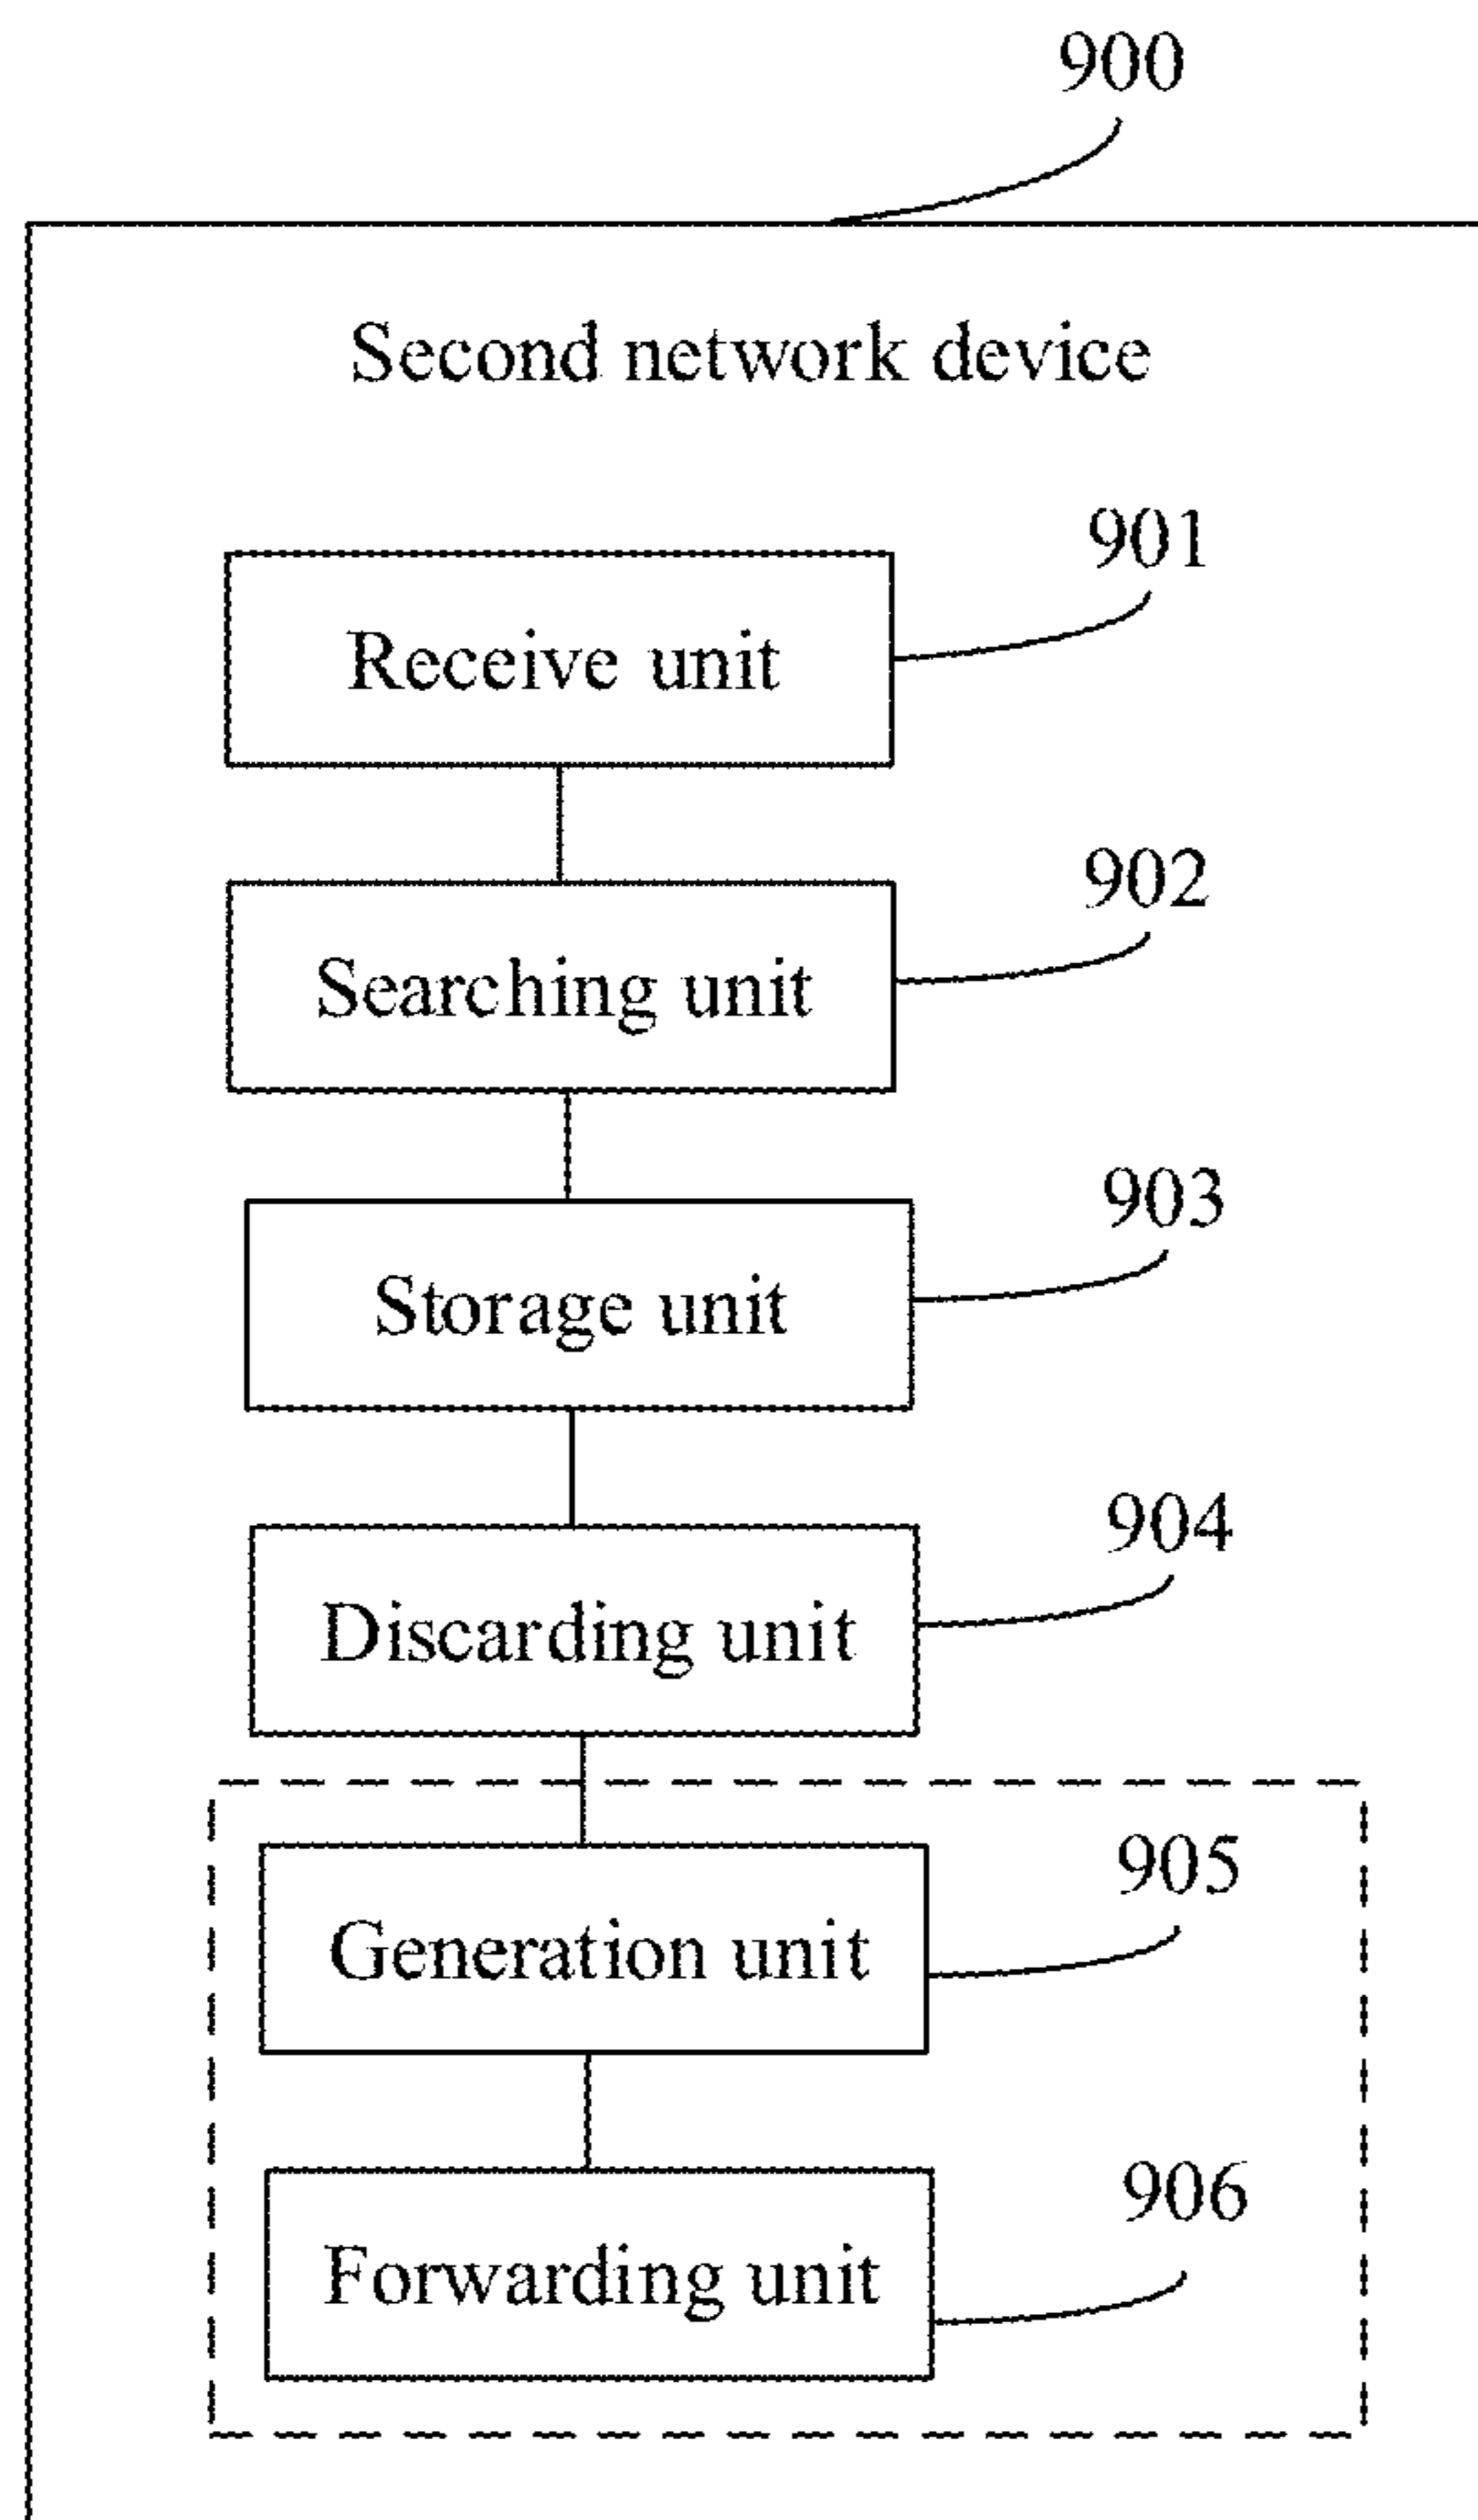 900
Second network device
901
Receive unit
902
Searching unit
903
Storage unit
904
Discarding unit
905
Generation unit
906
Forwarding unit